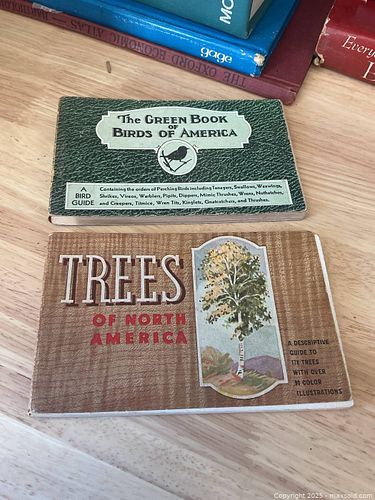 MO
gage
THE OXFORD ECONOMIC ATLAS — BARTHOLO
Every
The GREEN BOOK
OF
BIRDS OF AMERICA
A
BIRD
GUIDE
Containing the orders of Perching Birds including Tanagers, Swallows, Waxwings,
Shrikes, Vireos, Warblers, Pipits, Dippers, Mimic Thrushes, Wrens, Nuthatches,
and Creepers, Titmice, Wren Tits, Kinglets, Gnatcatchers, and Thrushes.
TREES
OF NORTH
AMERICA
A DESCRIPTIVE
GUIDE TO
178 TREES
WITH OVER
COLOR
ILLUSTRATIONS
Copyright 2025 - maxsold.com